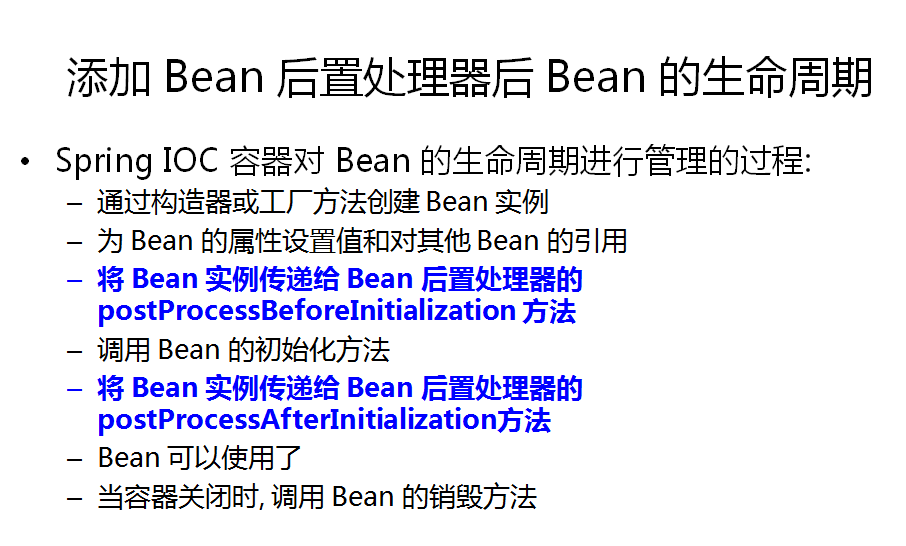 添加 Bean 后置处理器后 Bean 的生命周期
• Spring IOC 容器对 Bean 的生命周期进行管理的过程:
– 通过构造器或工厂方法创建 Bean 实例
– 为 Bean 的属性设置值和对其他 Bean 的引用
– 将 Bean 实例传递给 Bean 后置处理器的
postProcessBeforeInitialization 方法
– 调用 Bean 的初始化方法
– 将 Bean 实例传递给 Bean 后置处理器的
postProcessAfterInitialization方法
– Bean 可以使用了
– 当容器关闭时, 调用 Bean 的销毁方法